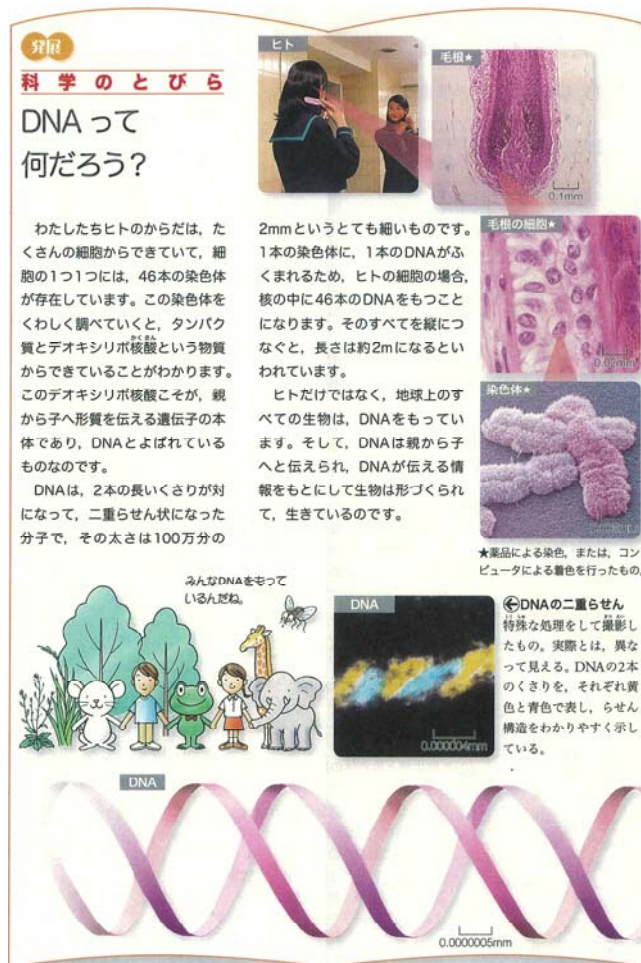 発展
科学のとびら
DNAって
何だろう？
わたしたちヒトのからだは，た
くさんの細胞からできていて，細
胞の1つ1つには，46本の染色体
が存在しています。この染色体を
くわしく調べていくと，タンパク
質とデオキシリボ核酸という物質
からできていることがわかります。
このデオキシリボ核酸こそが，親
から子へ形質を伝える遺伝子の本
体であり，DNAとよばれている
ものなのです。
DNAは，2本の長いくさりが対
になって，二重らせん状になった
分子で，その太さは100万分の
2mmというとても細いものです。
1本の染色体に，1本のDNAがふ
くまれるため，ヒトの細胞の場合，
核の中に46本のDNAをもつこと
になります。そのすべてを縦につ
なぐと，長さは約2mになるとい
われています。
ヒトだけではなく，地球上のす
べての生物は，DNAをもってい
ます。そして，DNAは親から子
へと伝えられ，DNAが伝える情
報をもとにして生物は形づくられ
て，生きているのです。
ヒト
毛根★
0.1mm
毛根の細胞★
0.02mm
染色体★
★薬品による染色，または，コン
ピュータによる着色を行ったもの。
みんなDNAをもって
いるんだね。
DNA
0.000004mm
←DNAの二重らせん
特殊な処理をして撮影し
たもの。実際とは，異な
って見える。DNAの2本
のくさりを，それぞれ黄
色と青色で表し，らせん
構造をわかりやすく示し
ている。
DNA
0.0000005mm